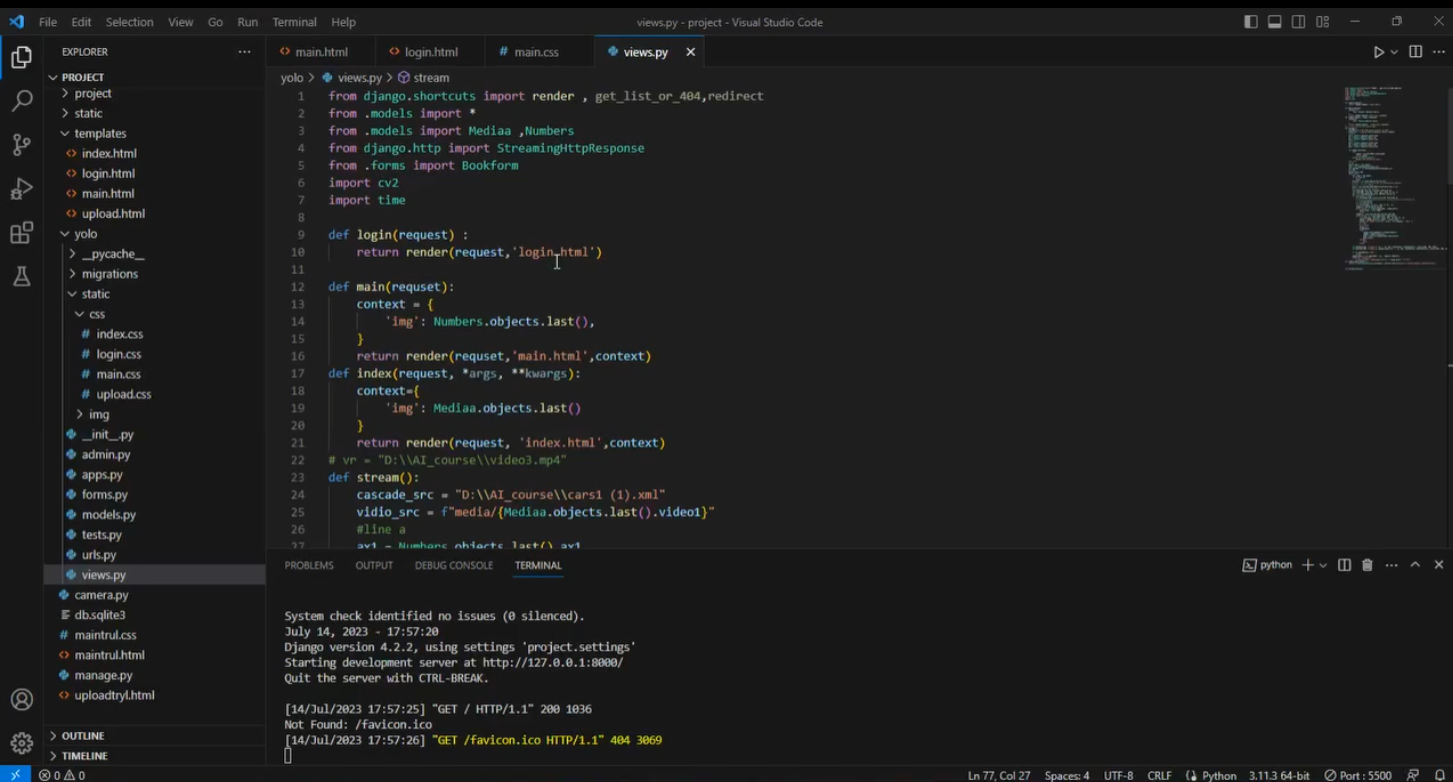 File Edit Selection View Go Run Terminal Help
views.py - project - Visual Studio Code
EXPLORER
PROJECT
project
static
templates
index.html
login.html
main.html
upload.html
yolo
__pycache__
migrations
static
css
# index.css
# login.css
# main.css
# upload.css
img
__init__.py
admin.py
apps.py
forms.py
models.py
tests.py
urls.py
views.py
camera.py
db.sqlite3
# maintrul.css
maintrul.html
manage.py
uploadtryl.html
OUTLINE
TIMELINE
main.html login.html # main.css views.py
yolo > views.py > stream
1 from django.shortcuts import render , get_list_or_404,redirect
2 from .models import *
3 from .models import Mediaa ,Numbers
4 from django.http import StreamingHttpResponse
5 from .forms import Bookform
6 import cv2
7 import time
8
9 def login(request) :
10 return render(request,'login.html')
11
12 def main(requset):
13 context = {
14 'img': Numbers.objects.last(),
15 }
16 return render(requset,'main.html',context)
17 def index(request, *args, **kwargs):
18 context={
19 'img': Mediaa.objects.last()
20 }
21 return render(request, 'index.html',context)
22 # vr = "D:\\AI_course\\video3.mp4"
23 def stream():
24 cascade_src = "D:\\AI_course\\cars1 (1).xml"
25 vidio_src = f"media/{Mediaa.objects.last().video1}"
26 #line a
27 ax1 = Numbers.objects.last().ax1
PROBLEMS OUTPUT DEBUG CONSOLE TERMINAL
python
System check identified no issues (0 silenced).
July 14, 2023 - 17:57:20
Django version 4.2.2, using settings 'project.settings'
Starting development server at http://127.0.0.1:8000/
Quit the server with CTRL-BREAK.
[14/Jul/2023 17:57:25] "GET / HTTP/1.1" 200 1036
Not Found: /favicon.ico
[14/Jul/2023 17:57:26] "GET /favicon.ico HTTP/1.1" 404 3069
0 0
Ln 77, Col 27 Spaces: 4 UTF-8 CRLF Python 3.11.3 64-bit Port : 5500